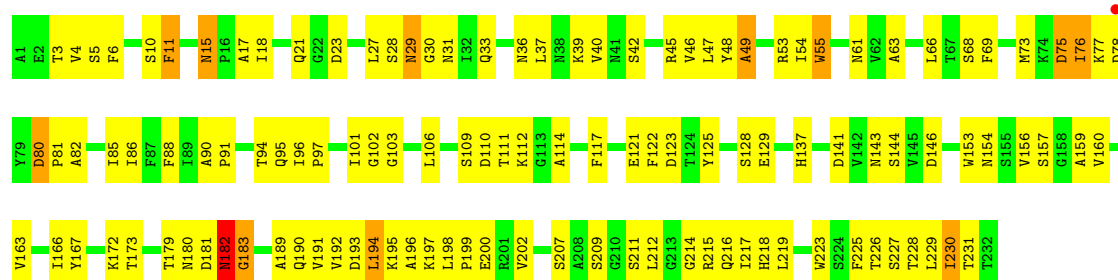 A1 E2 T3 V4 S5 F6 S10 F11 N15 P16 A17 I18 Q21 G22 D23 L27 S28 N29 G30 N31 I32 Q33 N36 L37 N38 K39 V40 N41 S42 R45 V46 L47 Y48 A49 R53 I54 W55 N61 V62 A63 L66 T67 S68 F69 M73 K74 D75 I76 K77 D78
Y79 D80 P81 A82 I85 I86 F87 F88 I89 A90 P91 T94 Q95 I96 P97 I101 G102 G103 L106 S109 D110 T111 K112 G113 A114 F117 E121 F122 D123 T124 Y125 S128 E129 H137 D141 V142 N143 S144 V145 D146 W153 N154 S155 V156 S157 G158 A159 V160
V163 I166 Y167 K172 T173 T179 N180 D181 N182 G183 A189 Q190 V191 V192 D193 L194 K195 A196 K197 L198 P199 E200 R201 V202 S207 A208 S209 G210 S211 L212 G213 G214 R215 Q216 I217 H218 L219 W223 S224 F225 T226 S227 T228 L229 I230 T231 T232